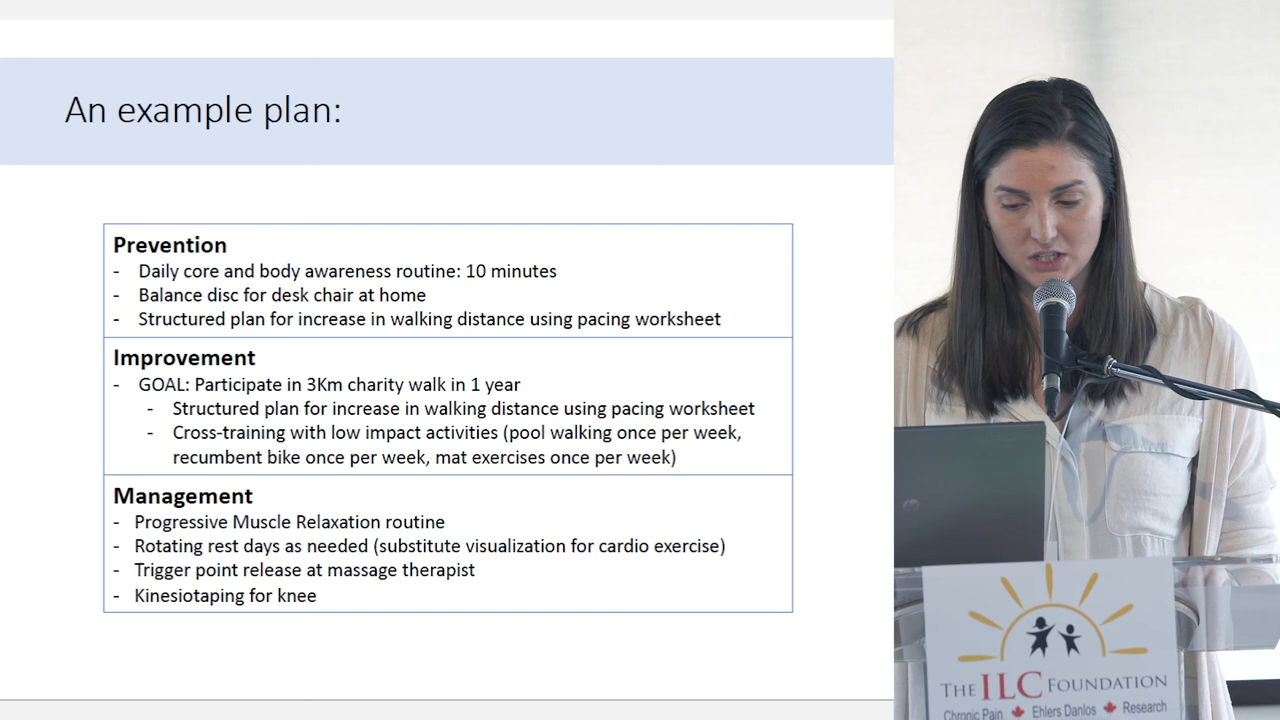 An example plan:
Prevention
- Daily core and body awareness routine: 10 minutes
- Balance disc for desk chair at home
- Structured plan for increase in walking distance using pacing worksheet
Improvement
- GOAL: Participate in 3Km charity walk in 1 year
- Structured plan for increase in walking distance using pacing worksheet
- Cross-training with low impact activities (pool walking once per week,
recumbent bike once per week, mat exercises once per week)
Management
- Progressive Muscle Relaxation routine
- Rotating rest days as needed (substitute visualization for cardio exercise)
- Trigger point release at massage therapist
- Kinesiotaping for knee
hp
THE ILC FOUNDATION
Chronic Pain Ehlers Danlos Research